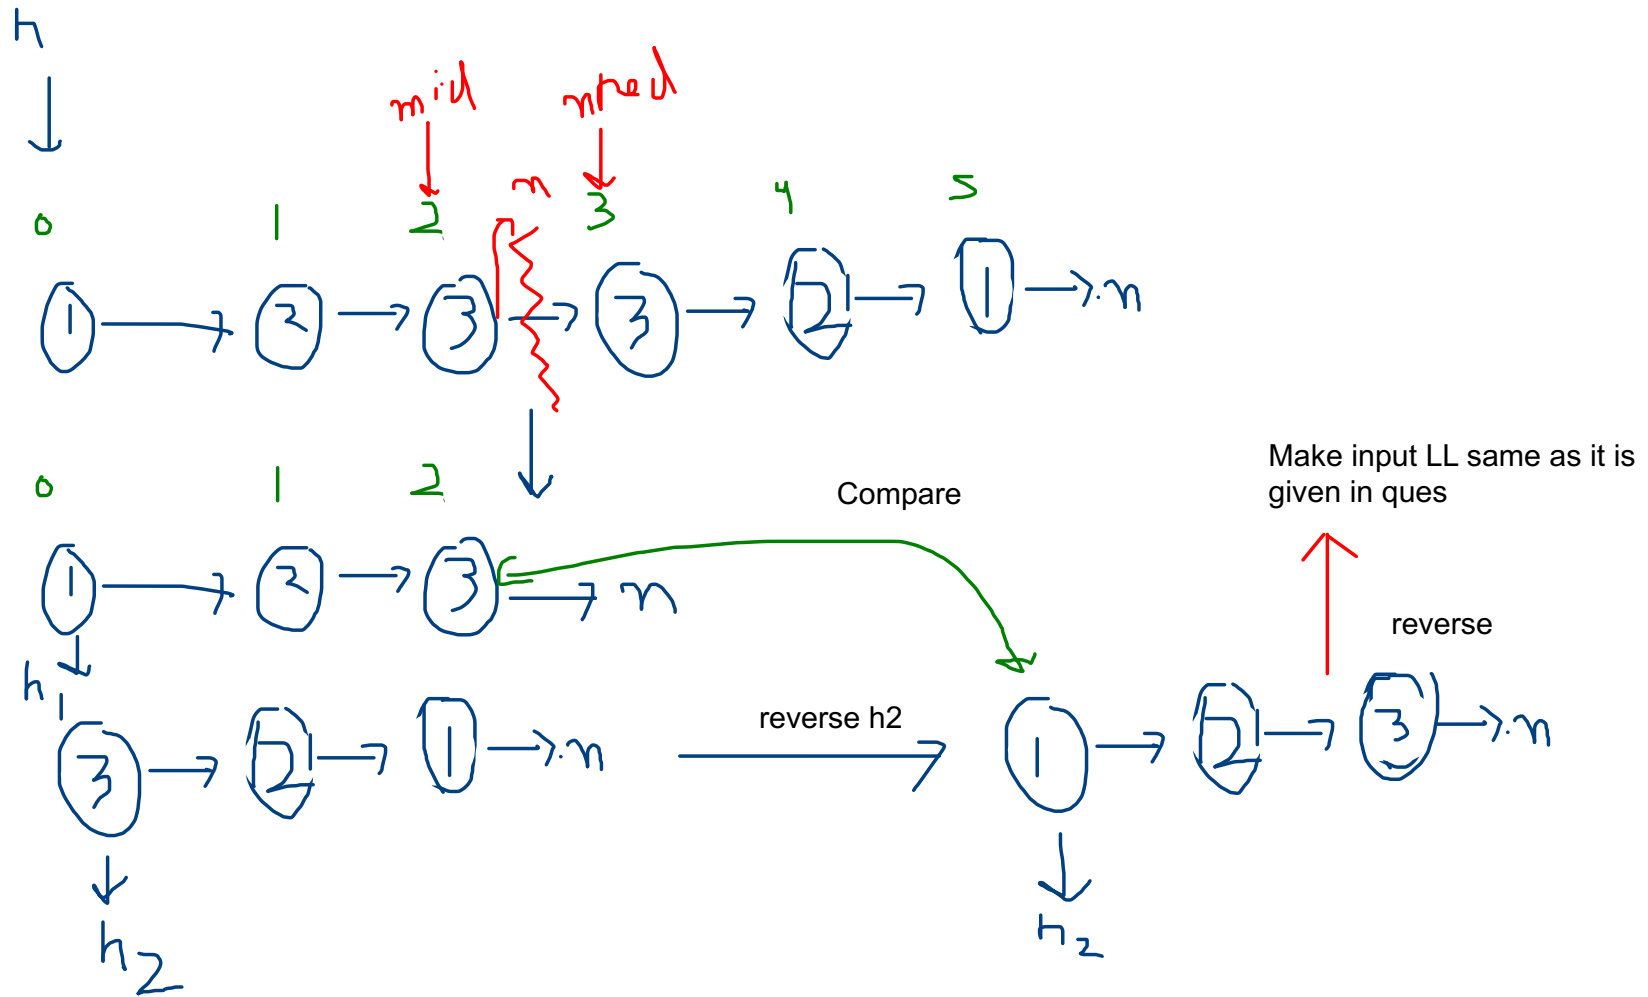 h
mid nhed
n
0 1 2 3 4 5
1 2 3 3 2 1 n
Make input LL same as it is
given in ques
0 1 2
Compare
1 2 3 n
reverse
h1
3 2 1 n
reverse h2
1 2 3 n
h2
h2